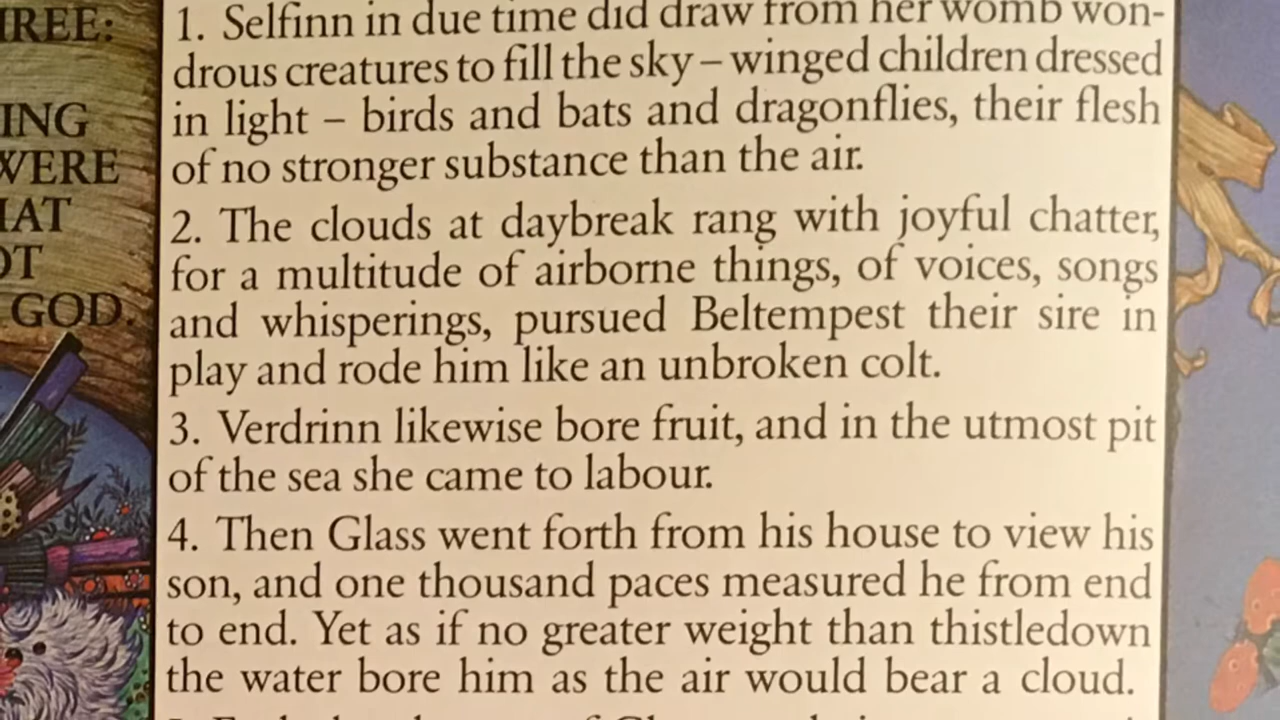 REE:
ING
WERE
HAT
OT
GOD.
1. Selfinn in due time did draw from her womb won-
drous creatures to fill the sky – winged children dressed
in light – birds and bats and dragonflies, their flesh
of no stronger substance than the air.
2. The clouds at daybreak rang with joyful chatter,
for a multitude of airborne things, of voices, songs
and whisperings, pursued Beltempest their sire in
play and rode him like an unbroken colt.
3. Verdrinn likewise bore fruit, and in the utmost pit
of the sea she came to labour.
4. Then Glass went forth from his house to view his
son, and one thousand paces measured he from end
to end. Yet as if no greater weight than thistledown
the water bore him as the air would bear a cloud.